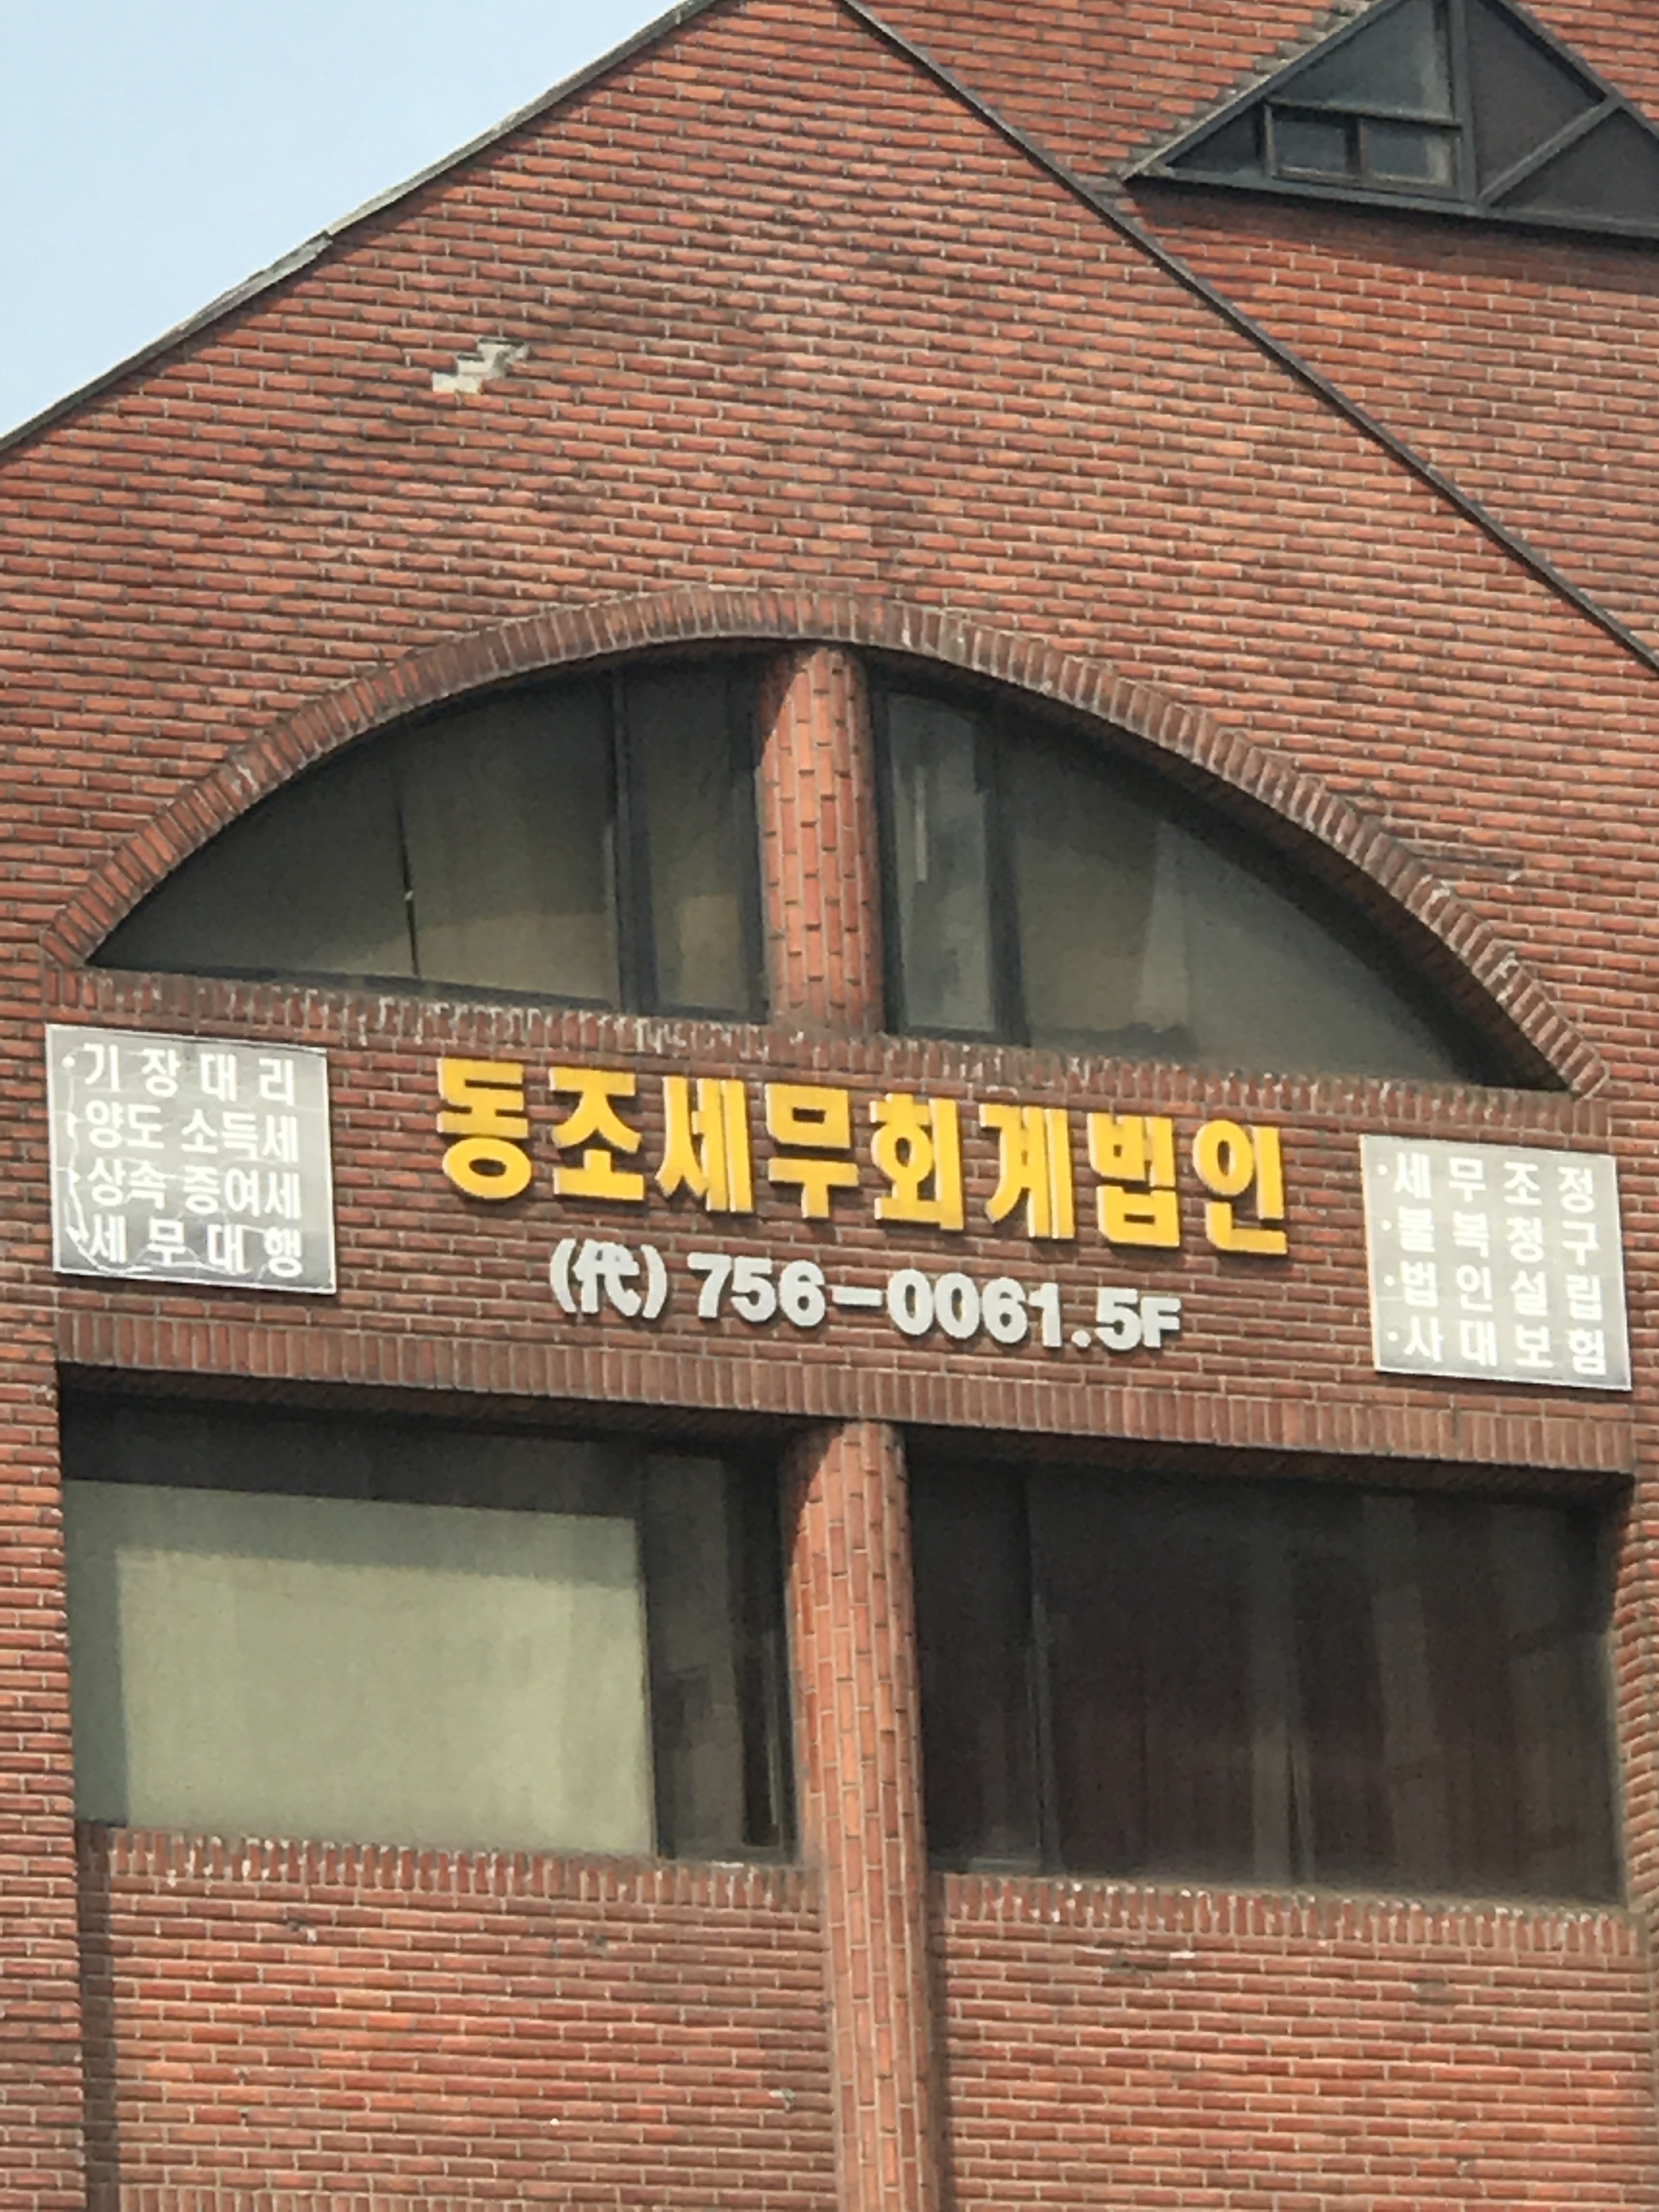 ·기 장 대 리
·양도 소득세
·상속 증여세
·세 무 대 행
동조세무회계법인
(代) 756-0061.5F
·세 무 조 정
·불 복 청 구
·법 인 설 립
·사 대 보 험